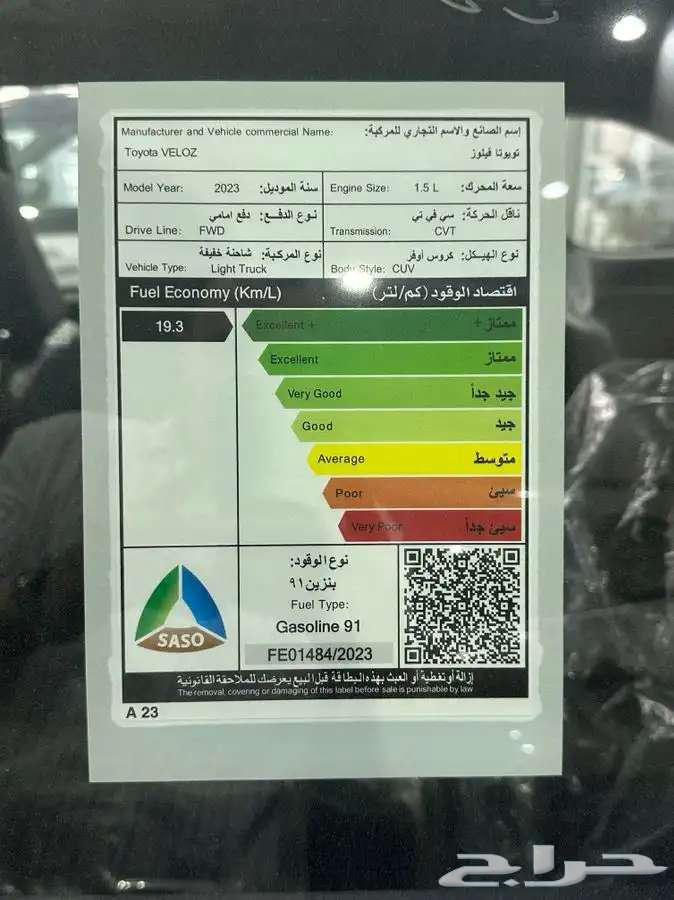 Manufacturer and Vehicle commercial Name: إسم الصانع والاسم التجاري للمركبة:
Toyota VELOZ تويوتا فيلوز
Model Year: 2023 سنة الموديل: Engine Size: 1.5 L سعة المحرك:
نوع الدفع: دفع امامي ناقل الحركة: سي في تي
Drive Line: FWD Transmission: CVT
نوع المركبة: شاحنة خفيفة نوع الهيكل: كروس أوفر
Vehicle Type: Light Truck Body Style: CUV
Fuel Economy (Km/L) اقتصاد الوقود (كم/لتر)
19.3 Excellent + ممتاز +
Excellent ممتاز
Very Good جيد جداً
Good جيد
Average متوسط
Poor سيئ
Very Poor سيئ جداً
نوع الوقود:
بنزين ٩١
Fuel Type:
Gasoline 91
SASO
FE01484/2023
إزالة أو تغطية أو العبث بهذه البطاقة قبل البيع يعرضك للملاحقة القانونية
The removal, covering or damaging of this label before sale is punishable by law
A 23
حراج